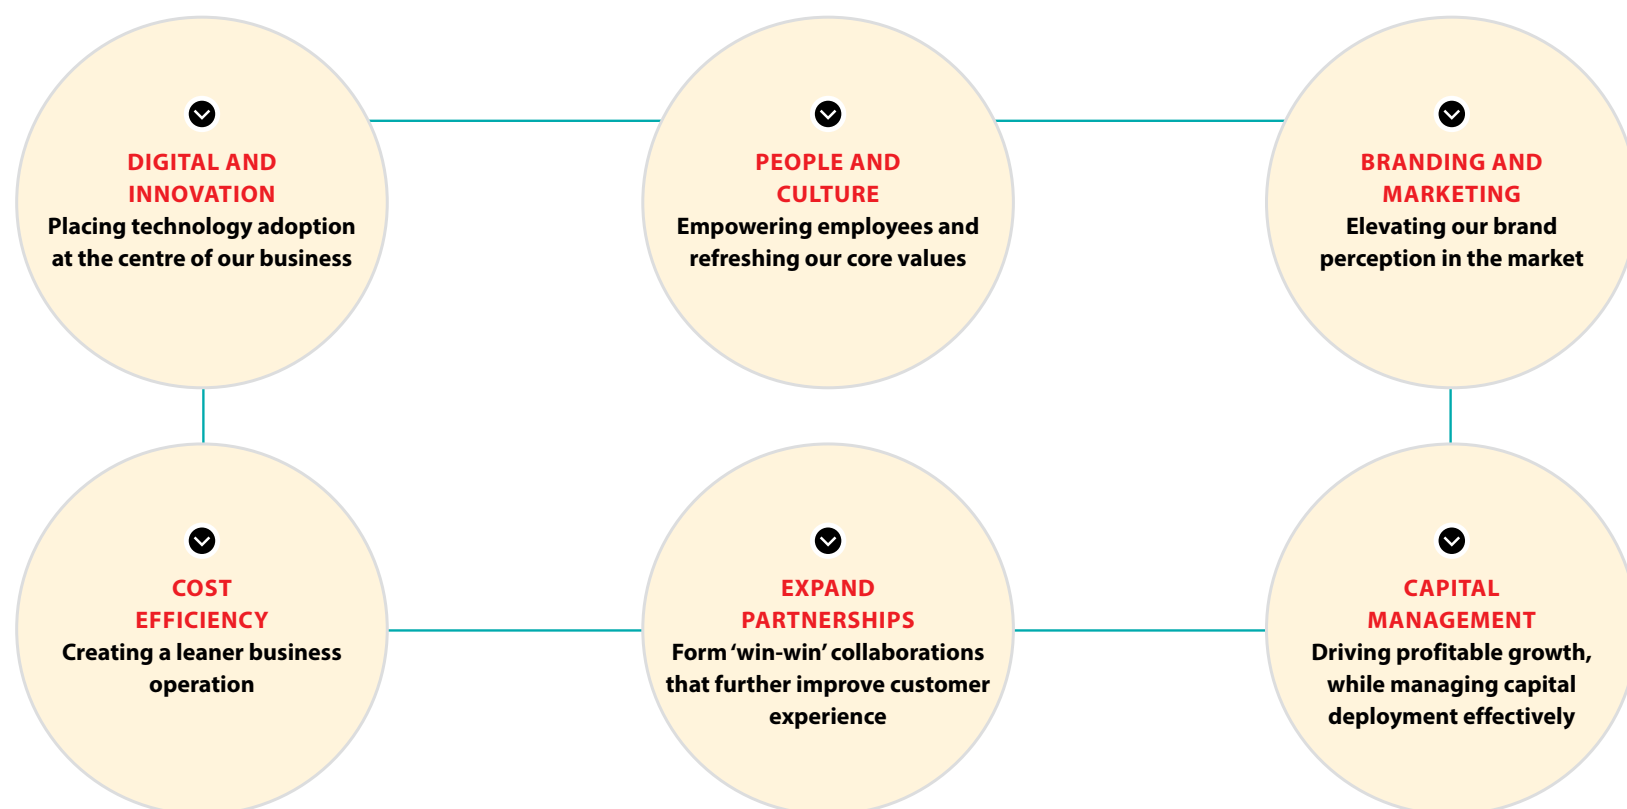 DIGITAL AND
INNOVATION
Placing technology adoption
at the centre of our business
PEOPLE AND
CULTURE
Empowering employees and
refreshing our core values
BRANDING AND
MARKETING
Elevating our brand
perception in the market
COST
EFFICIENCY
Creating a leaner business
operation
EXPAND
PARTNERSHIPS
Form ‘win-win’ collaborations
that further improve customer
experience
CAPITAL
MANAGEMENT
Driving profitable growth,
while managing capital
deployment effectively